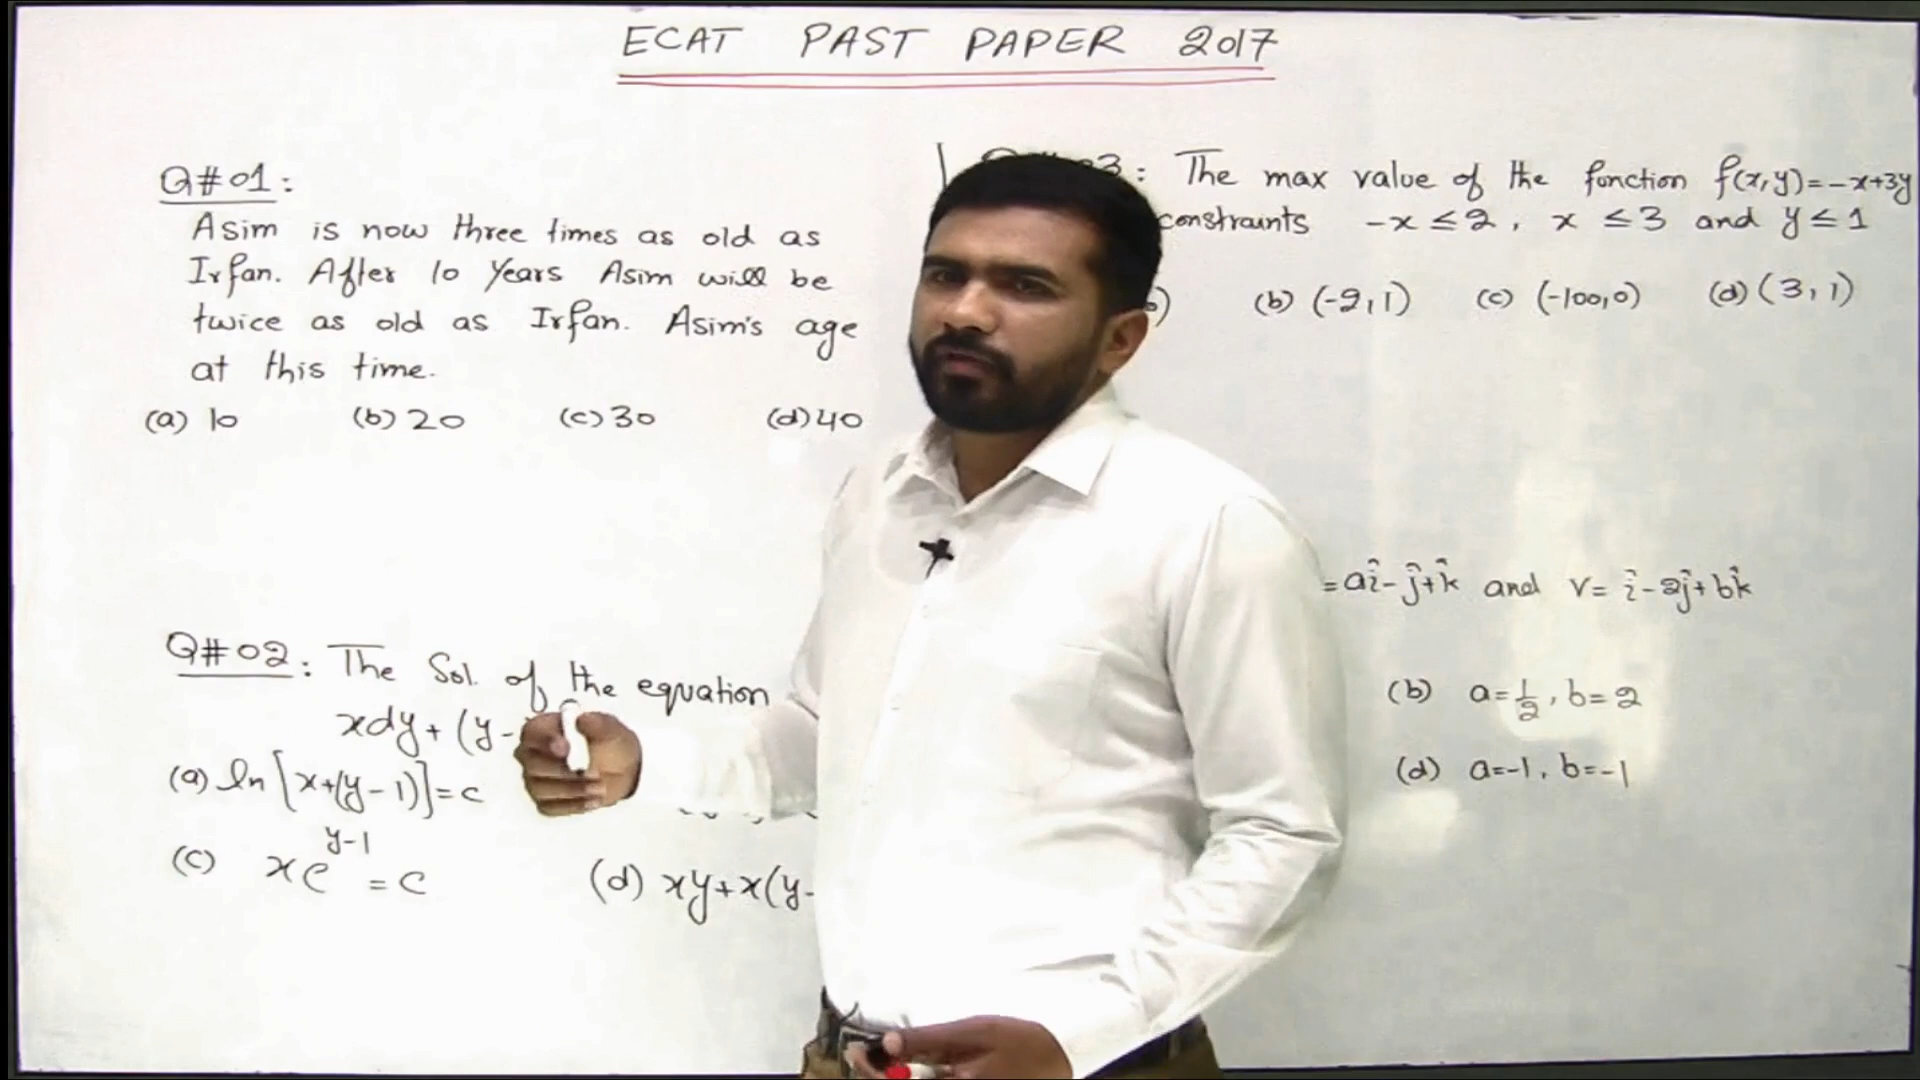 ECAT PAST PAPER 2017
Q#01:
Asim is now three times as old as
Irfan. After 10 years Asim will be
twice as old as Irfan. Asim's age
at this time.
(a) 10 (b) 20 (c) 30 (d) 40
Q#02: The Sol. of the equation
xdy + (y-
(a) ln[x+(y-1)]=c
(c) xe^{y-1} = c (d) xy+x(y-
3: The max value of the function f(x,y)=-x+3y
constraints -x ≤ 2, x ≤ 3 and y ≤ 1
(b) (-2,1) (c) (-100,0) (d) (3,1)
=aî-ĵ+k̂ and v= î-2ĵ+bk̂
(b) a=1/2, b=2
(d) a=-1, b=-1